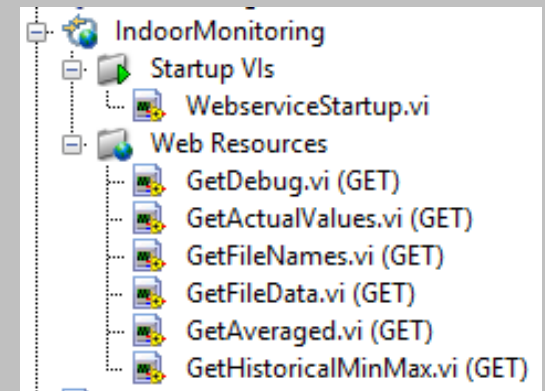 IndoorMonitoring
Startup VIs
WebserviceStartup.vi
Web Resources
GetDebug.vi (GET)
GetActualValues.vi (GET)
GetFileNames.vi (GET)
GetFileData.vi (GET)
GetAveraged.vi (GET)
GetHistoricalMinMax.vi (GET)